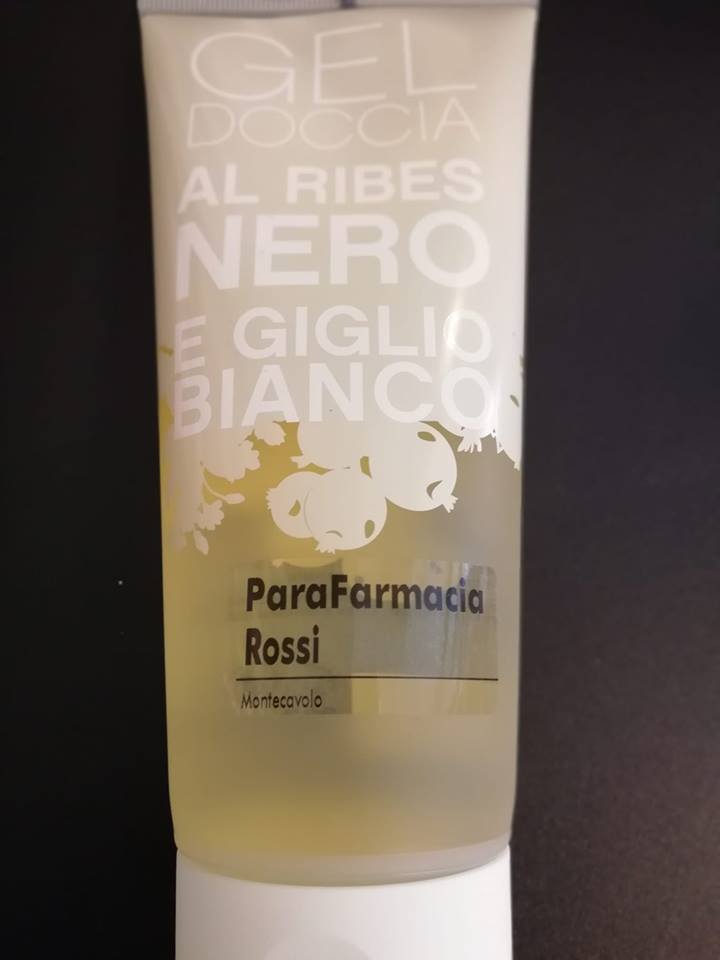 GEL
DOCCIA
AL RIBES
NERO
E GIGLIO
BIANCO
ParaFarmacia
Rossi
Montecavolo